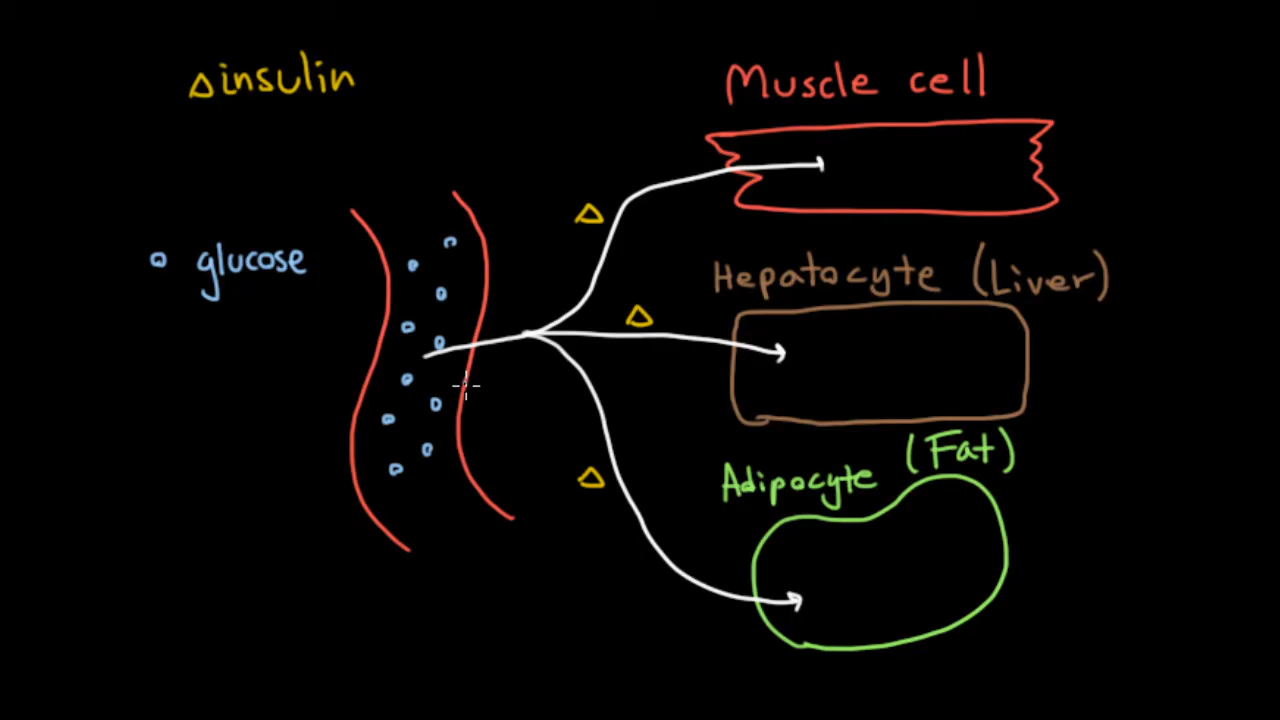 insulin
glucose
Muscle cell
Hepatocyte (Liver)
Adipocyte (Fat)